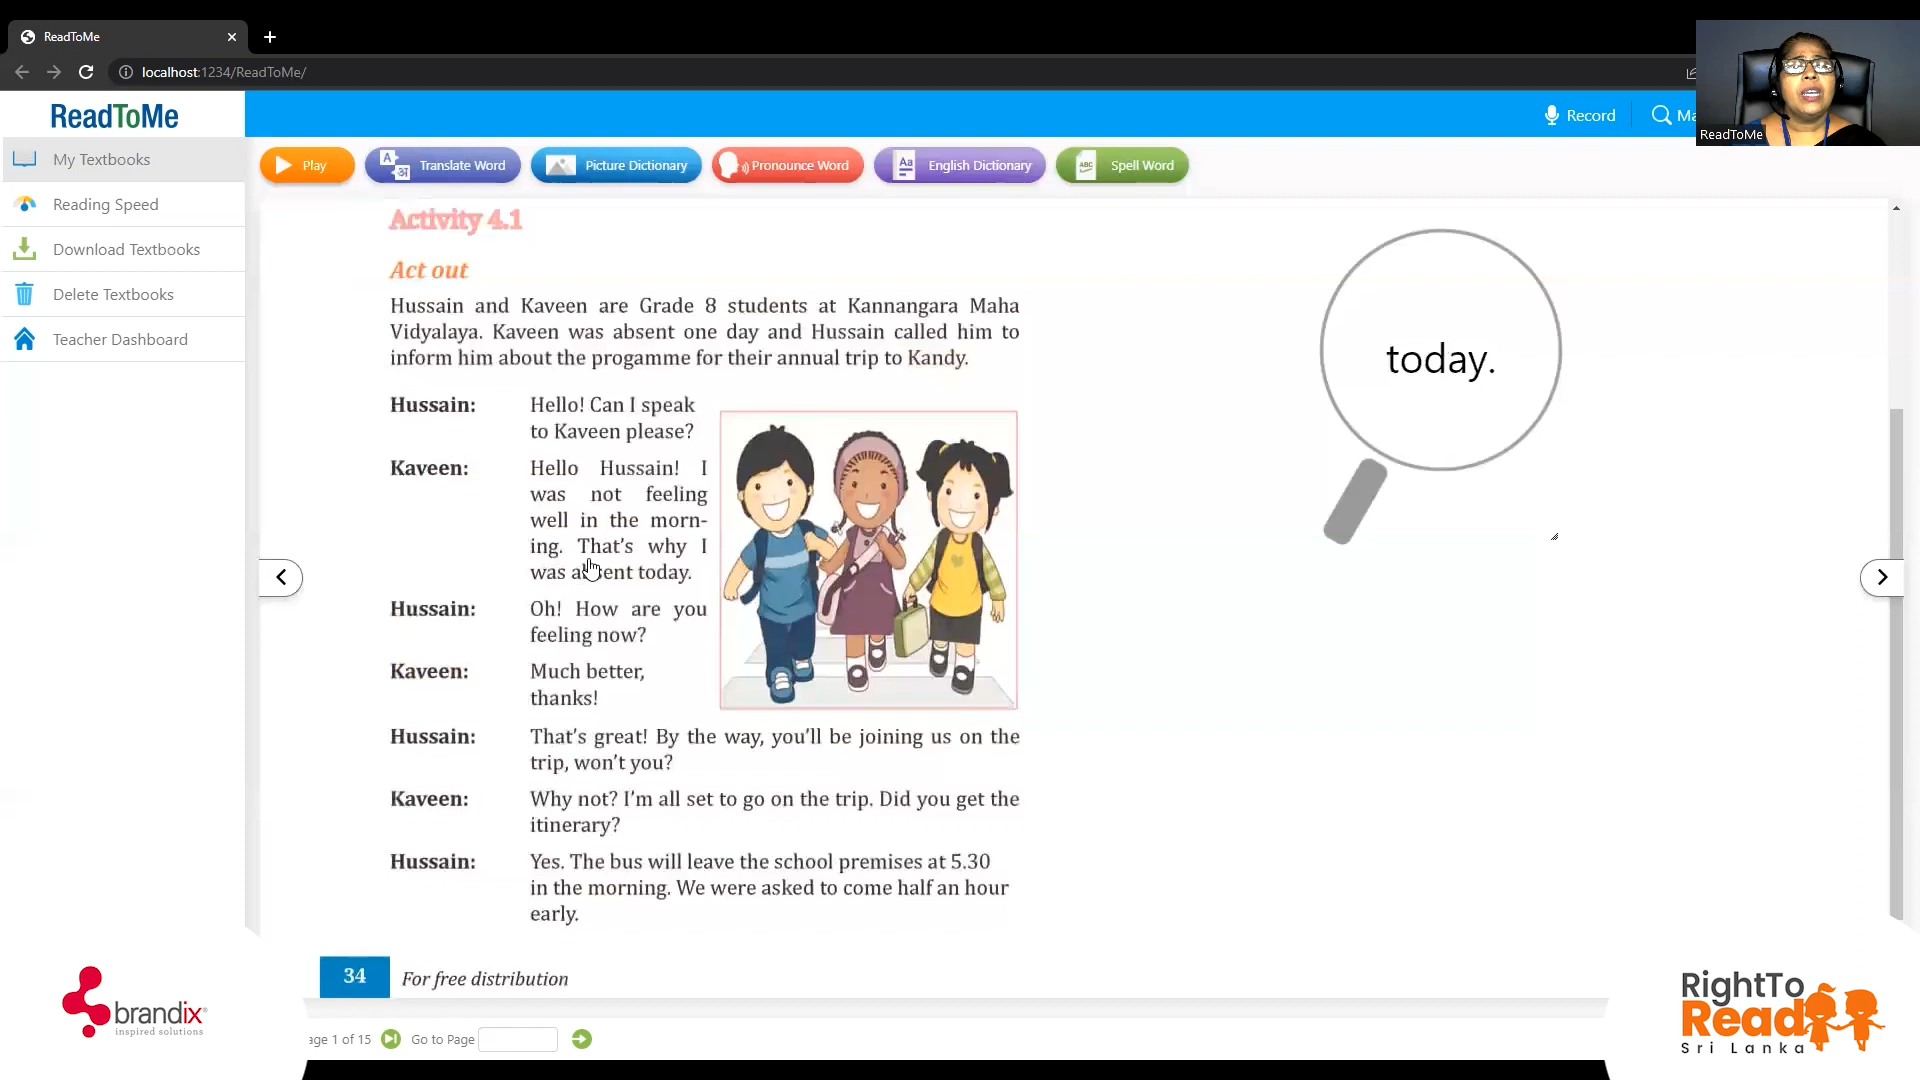 ReadToMe
localhost:1234/ReadToMe/
ReadToMe
Record
Ma
ReadToMe
My Textbooks
Reading Speed
Download Textbooks
Delete Textbooks
Teacher Dashboard
Play
Translate Word
Picture Dictionary
Pronounce Word
English Dictionary
Spell Word
Activity 4.1
Act out
Hussain and Kaveen are Grade 8 students at Kannangara Maha
Vidyalaya. Kaveen was absent one day and Hussain called him to
inform him about the progamme for their annual trip to Kandy.
Hussain: Hello! Can I speak
to Kaveen please?
Kaveen: Hello Hussain! I
was not feeling
well in the morn-
ing. That's why I
was absent today.
Hussain: Oh! How are you
feeling now?
Kaveen: Much better,
thanks!
Hussain: That's great! By the way, you'll be joining us on the
trip, won't you?
Kaveen: Why not? I'm all set to go on the trip. Did you get the
itinerary?
Hussain: Yes. The bus will leave the school premises at 5.30
in the morning. We were asked to come half an hour
early.
today.
34 For free distribution
age 1 of 15
Go to Page
brandix
inspired solutions
RightTo
Read
Sri Lanka